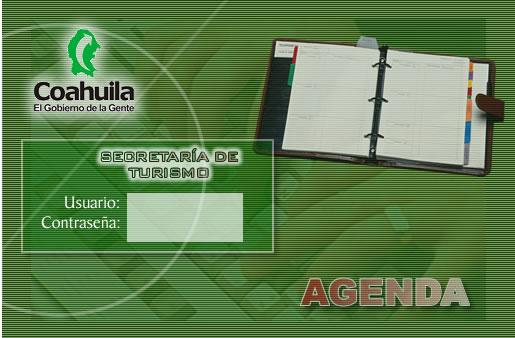 Coahuila
El Gobierno de la Gente
SECRETARÍA DE
TURISMO
Usuario:
Contraseña:
AGENDA